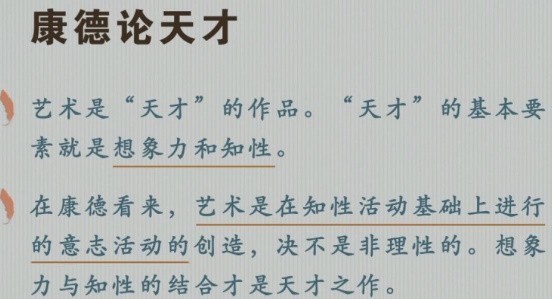 康德论天才
艺术是“天才”的作品。“天才”的基本要
素就是想象力和知性。
在康德看来，艺术是在知性活动基础上进行
的意志活动的创造，决不是非理性的。想象
力与知性的结合才是天才之作。